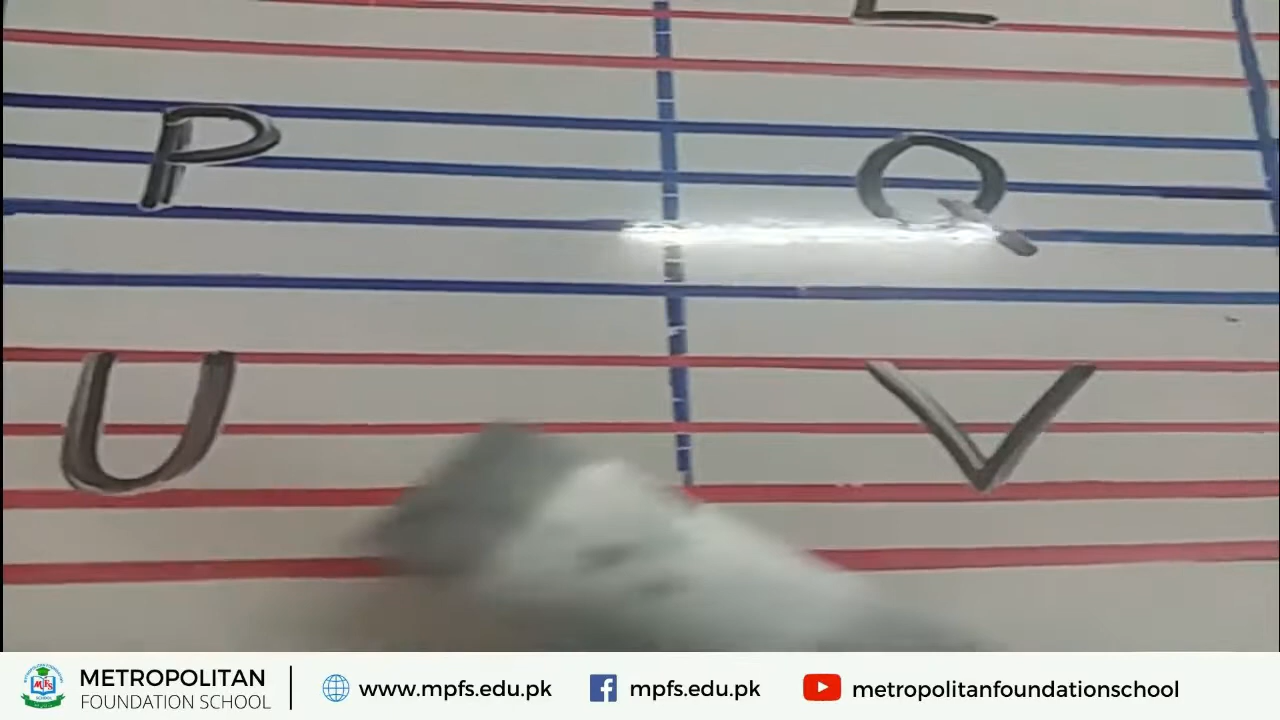 L
P Q
U V
METROPOLITAN
FOUNDATION SCHOOL
www.mpfs.edu.pk
mpfs.edu.pk
metropolitanfoundationschool